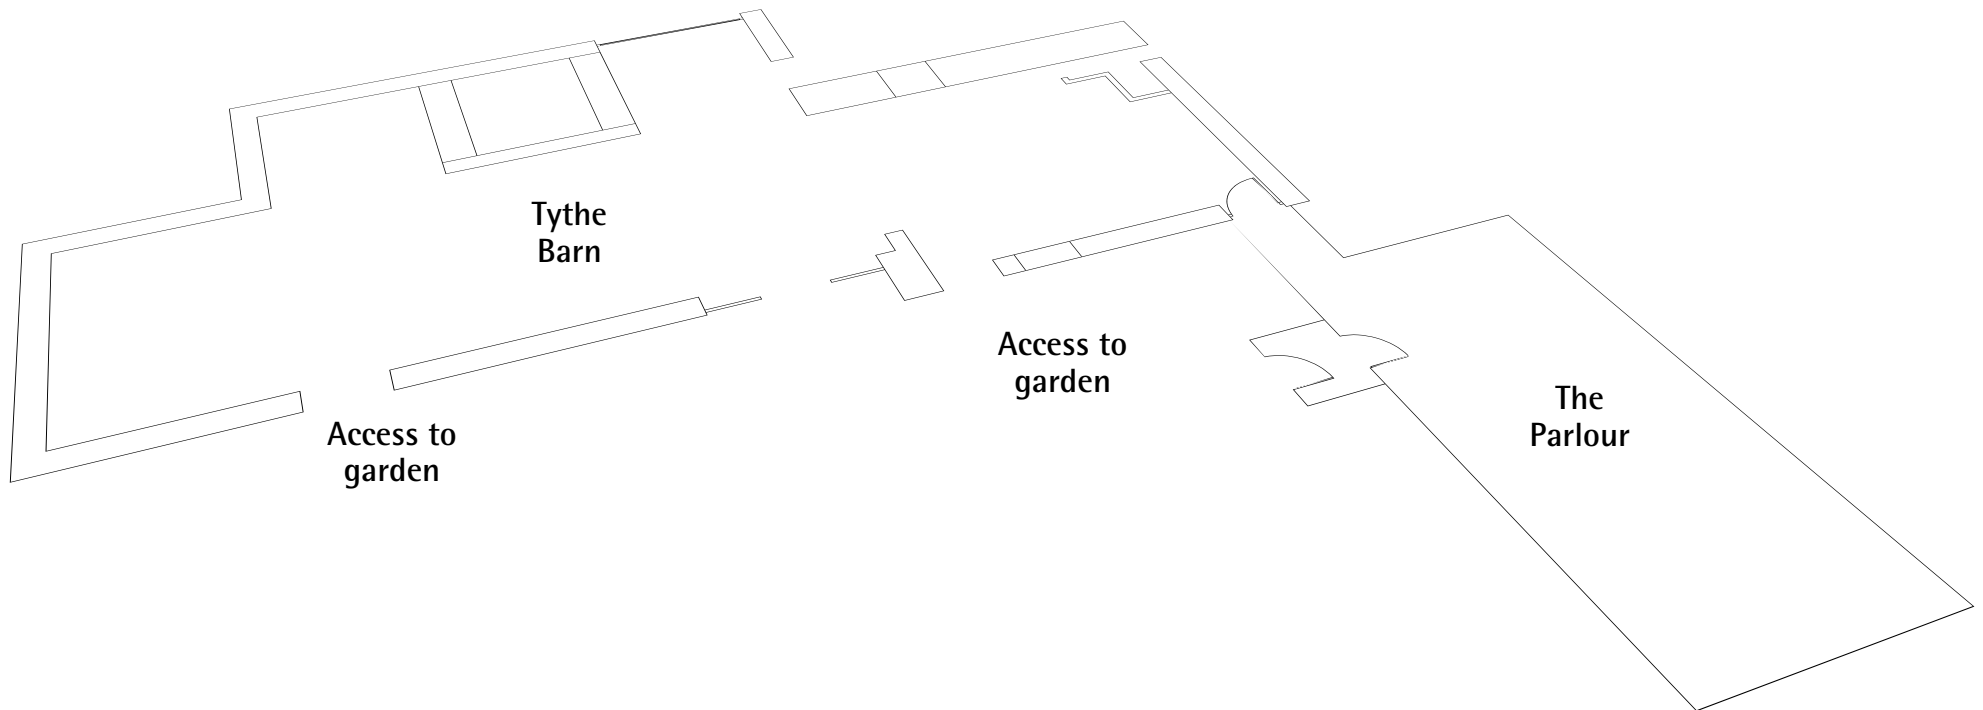 Tythe
Barn
Access to
garden
Access to
garden
The
Parlour